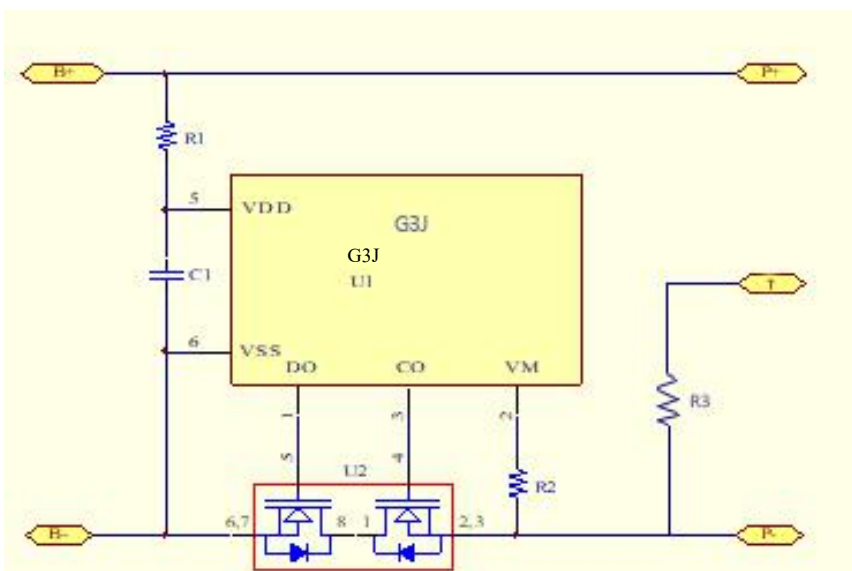 B+
P+
R1
5
VDD
G3J
G3J
U1
C1
T
6
VSS
DO
CO
VM
1
3
2
R3
5
4
U2
R2
6,7
8
1
2,3
B-
P-